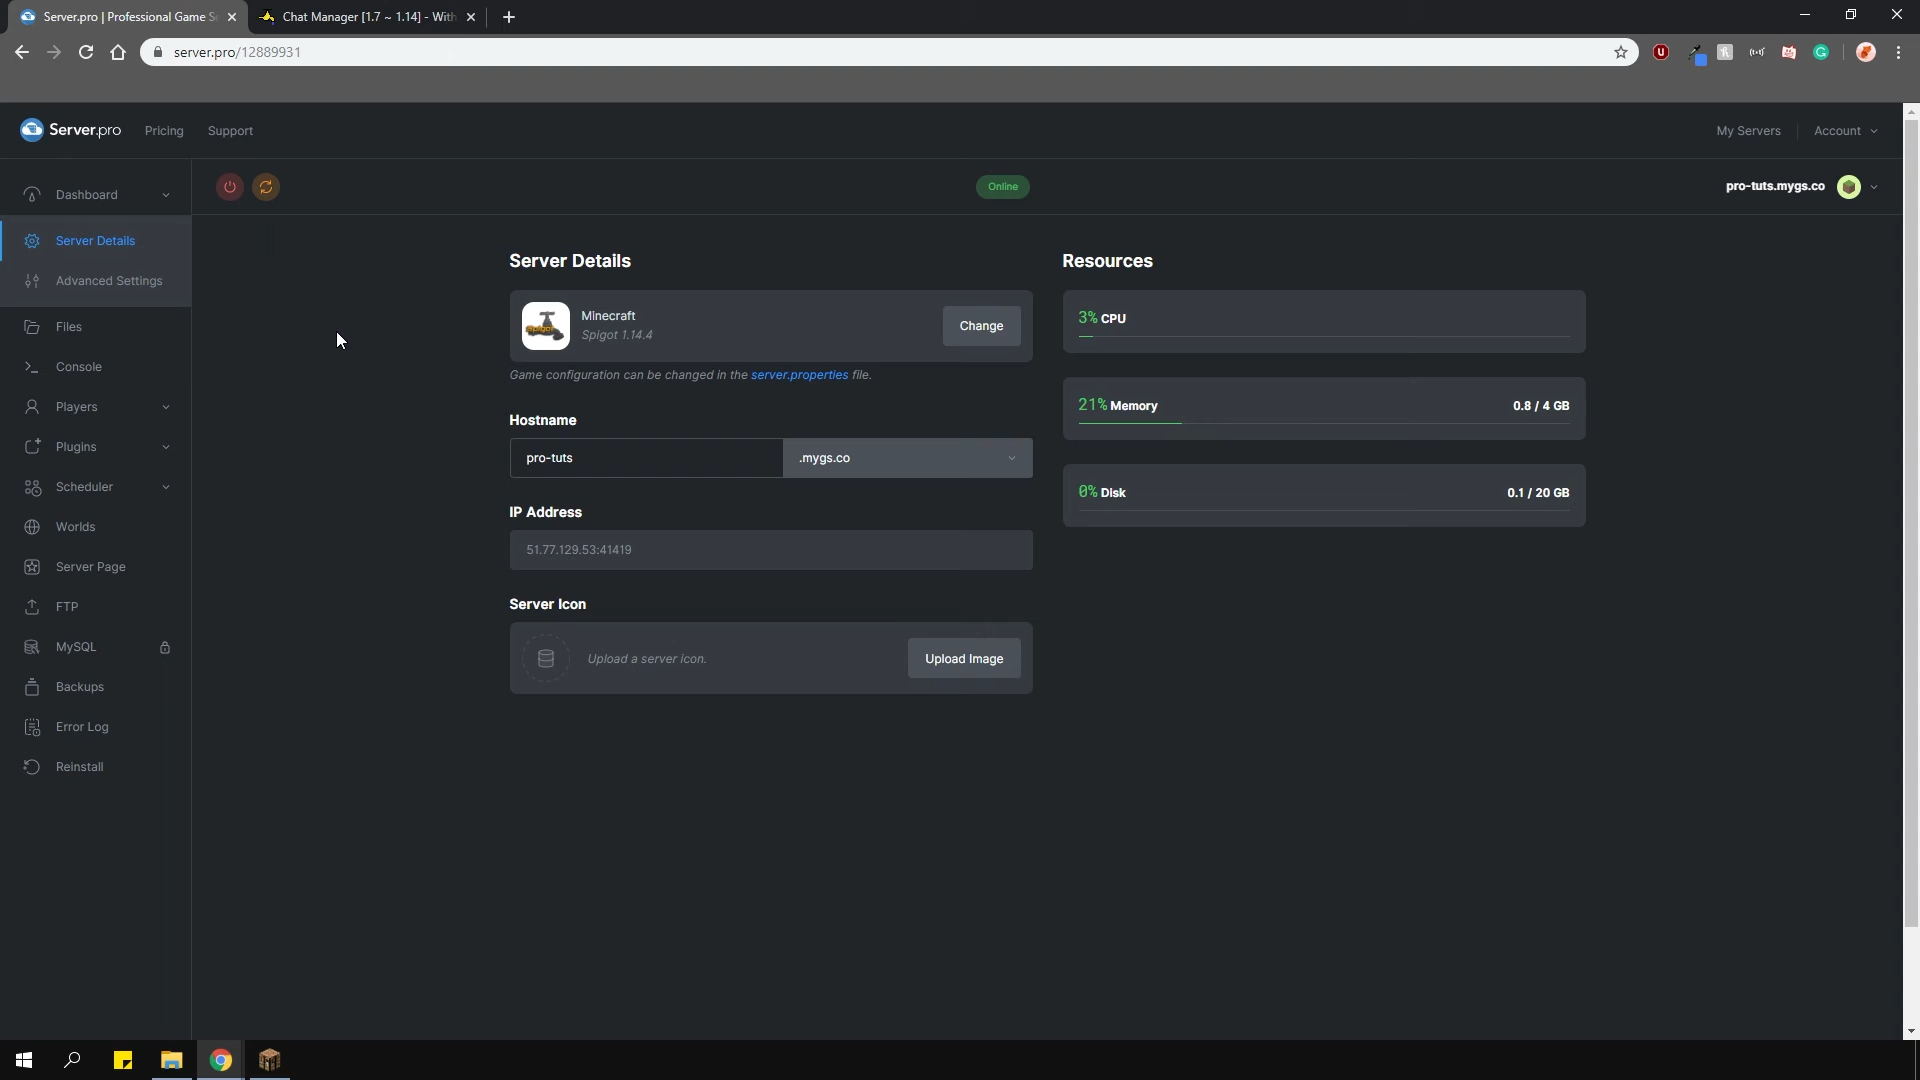 Server.pro | Professional Game S
Chat Manager [1.7 ~ 1.14] - With
server.pro/12889931
Server.pro
Pricing
Support
My Servers
Account
Dashboard
Online
pro-tuts.mygs.co
Server Details
Advanced Settings
Files
Console
Players
Plugins
Scheduler
Worlds
Server Page
FTP
MySQL
Backups
Error Log
Reinstall
Server Details
Minecraft
Spigot 1.14.4
Change
Game configuration can be changed in the server.properties file.
Hostname
pro-tuts
.mygs.co
IP Address
51.77.129.53:41419
Server Icon
Upload a server icon.
Upload Image
Resources
3% CPU
21% Memory
0.8 / 4 GB
0% Disk
0.1 / 20 GB